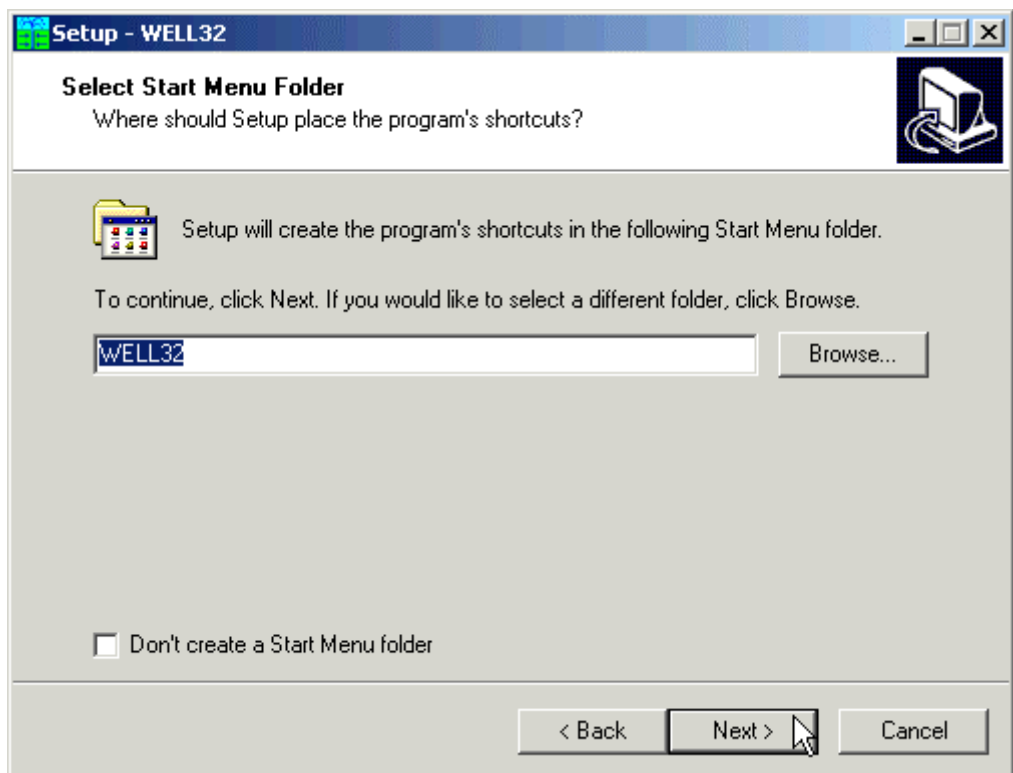 Setup - WELL32
Select Start Menu Folder
Where should Setup place the program's shortcuts?
Setup will create the program's shortcuts in the following Start Menu folder.
To continue, click Next. If you would like to select a different folder, click Browse.
WELL32
Browse...
Don't create a Start Menu folder
< Back
Next >
Cancel